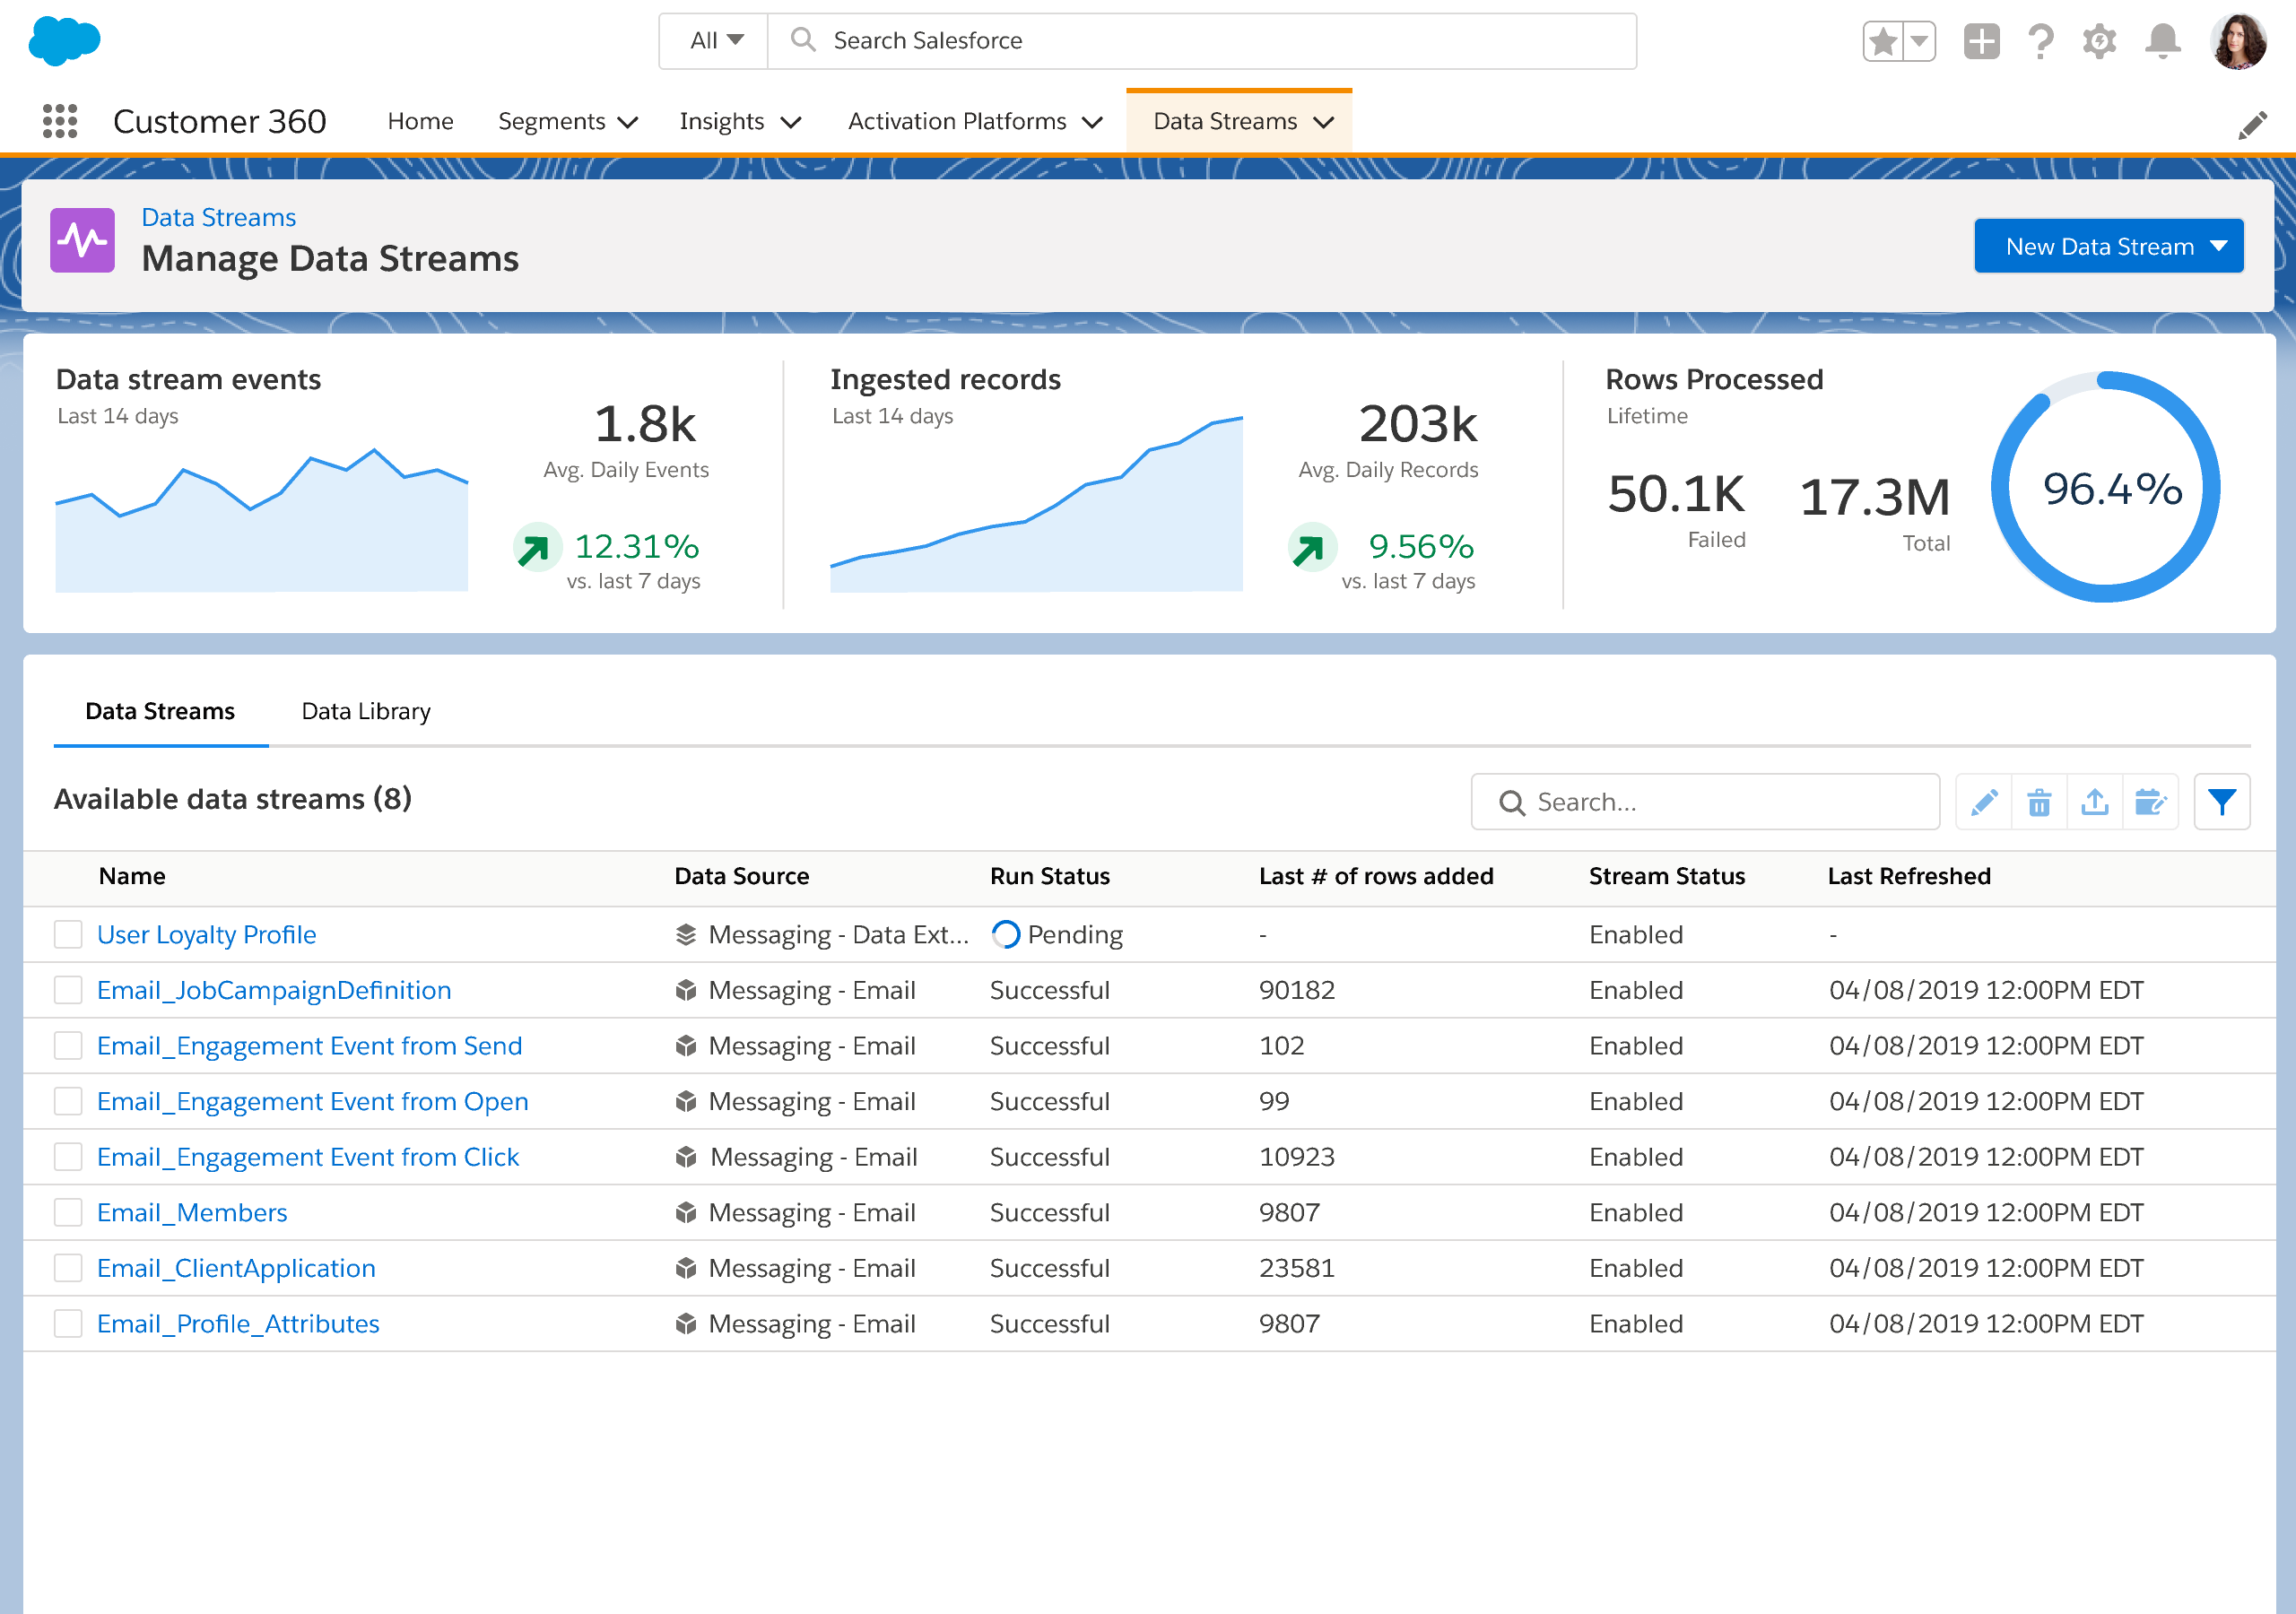 All Search Salesforce
Customer 360 Home Segments Insights Activation Platforms Data Streams
Data Streams
Manage Data Streams
New Data Stream
Data stream events
Last 14 days
1.8k
Avg. Daily Events
12.31%
vs. last 7 days
Ingested records
Last 14 days
203k
Avg. Daily Records
9.56%
vs. last 7 days
Rows Processed
Lifetime
50.1K
Failed
17.3M
Total
96.4%
Data Streams Data Library
Available data streams (8)
Search...
Name Data Source Run Status Last # of rows added Stream Status Last Refreshed
User Loyalty Profile Messaging - Data Ext... Pending - Enabled -
Email_JobCampaignDefinition Messaging - Email Successful 90182 Enabled 04/08/2019 12:00PM EDT
Email_Engagement Event from Send Messaging - Email Successful 102 Enabled 04/08/2019 12:00PM EDT
Email_Engagement Event from Open Messaging - Email Successful 99 Enabled 04/08/2019 12:00PM EDT
Email_Engagement Event from Click Messaging - Email Successful 10923 Enabled 04/08/2019 12:00PM EDT
Email_Members Messaging - Email Successful 9807 Enabled 04/08/2019 12:00PM EDT
Email_ClientApplication Messaging - Email Successful 23581 Enabled 04/08/2019 12:00PM EDT
Email_Profile_Attributes Messaging - Email Successful 9807 Enabled 04/08/2019 12:00PM EDT